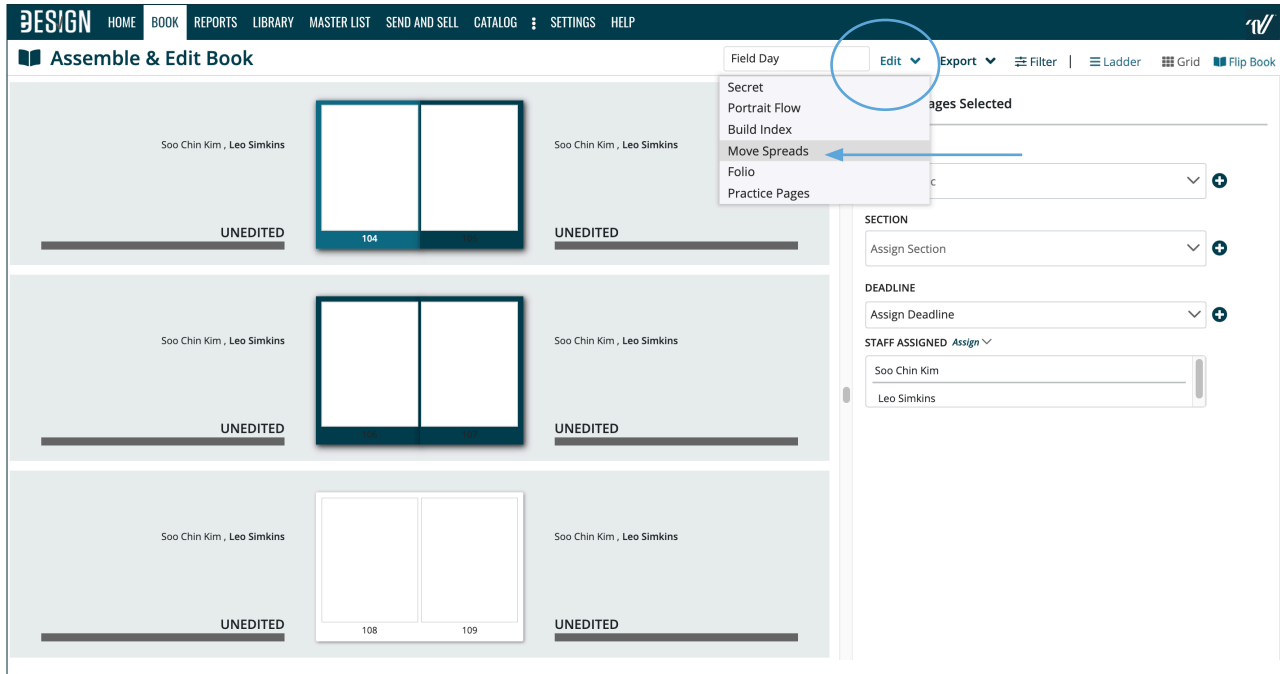 DESIGN HOME BOOK REPORTS LIBRARY MASTER LIST SEND AND SELL CATALOG SETTINGS HELP
Assemble & Edit Book
Field Day
Edit Export Filter | Ladder Grid Flip Book
Secret
Portrait Flow
Build Index
Move Spreads
Folio
Practice Pages
ages Selected
Soo Chin Kim , Leo Simkins
Soo Chin Kim , Leo Simkins
UNEDITED
104
UNEDITED
c
SECTION
Assign Section
DEADLINE
Assign Deadline
STAFF ASSIGNED Assign
Soo Chin Kim
Leo Simkins
Soo Chin Kim , Leo Simkins
Soo Chin Kim , Leo Simkins
UNEDITED
106 107
UNEDITED
Soo Chin Kim , Leo Simkins
Soo Chin Kim , Leo Simkins
UNEDITED
108 109
UNEDITED